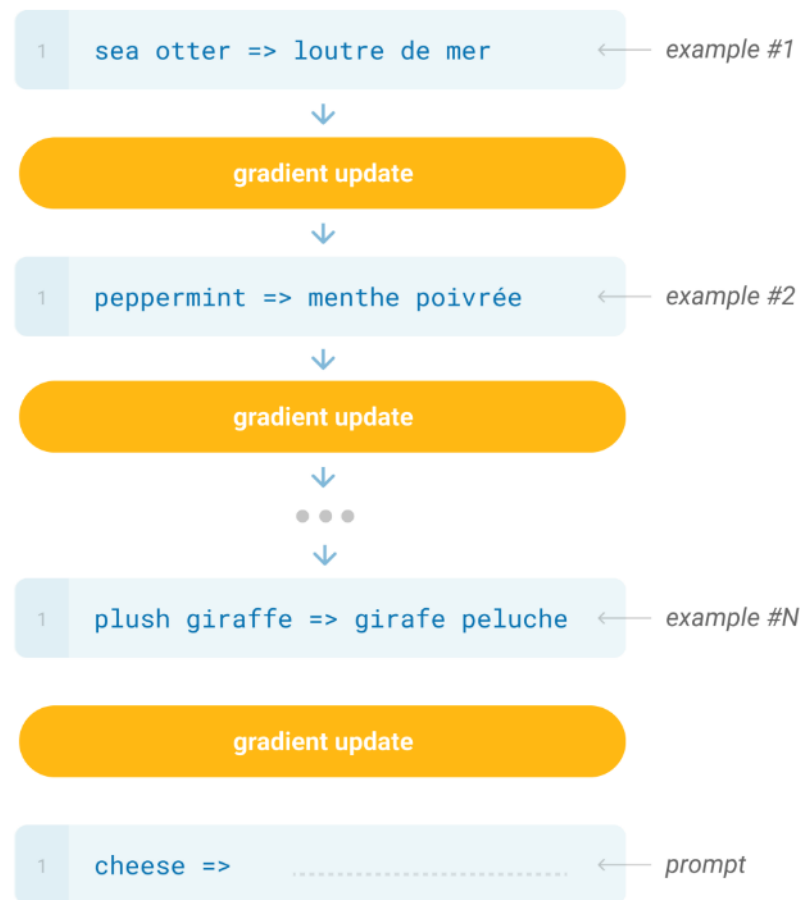 1 sea otter => loutre de mer example #1
gradient update
1 peppermint => menthe poivrée example #2
gradient update
1 plush giraffe => girafe peluche example #N
gradient update
1 cheese => prompt